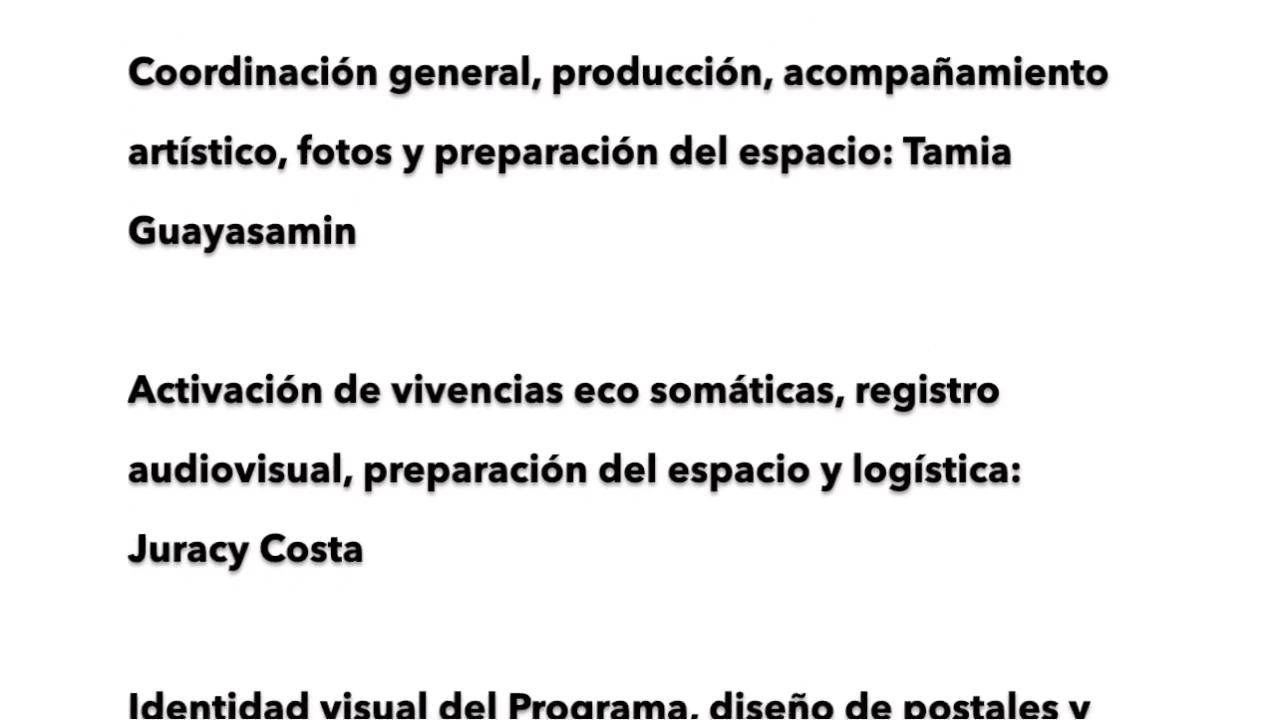 Coordinación general, producción, acompañamiento
artístico, fotos y preparación del espacio: Tamia
Guayasamin
Activación de vivencias eco somáticas, registro
audiovisual, preparación del espacio y logística:
Juracy Costa
Identidad visual del Programa, diseño de postales y